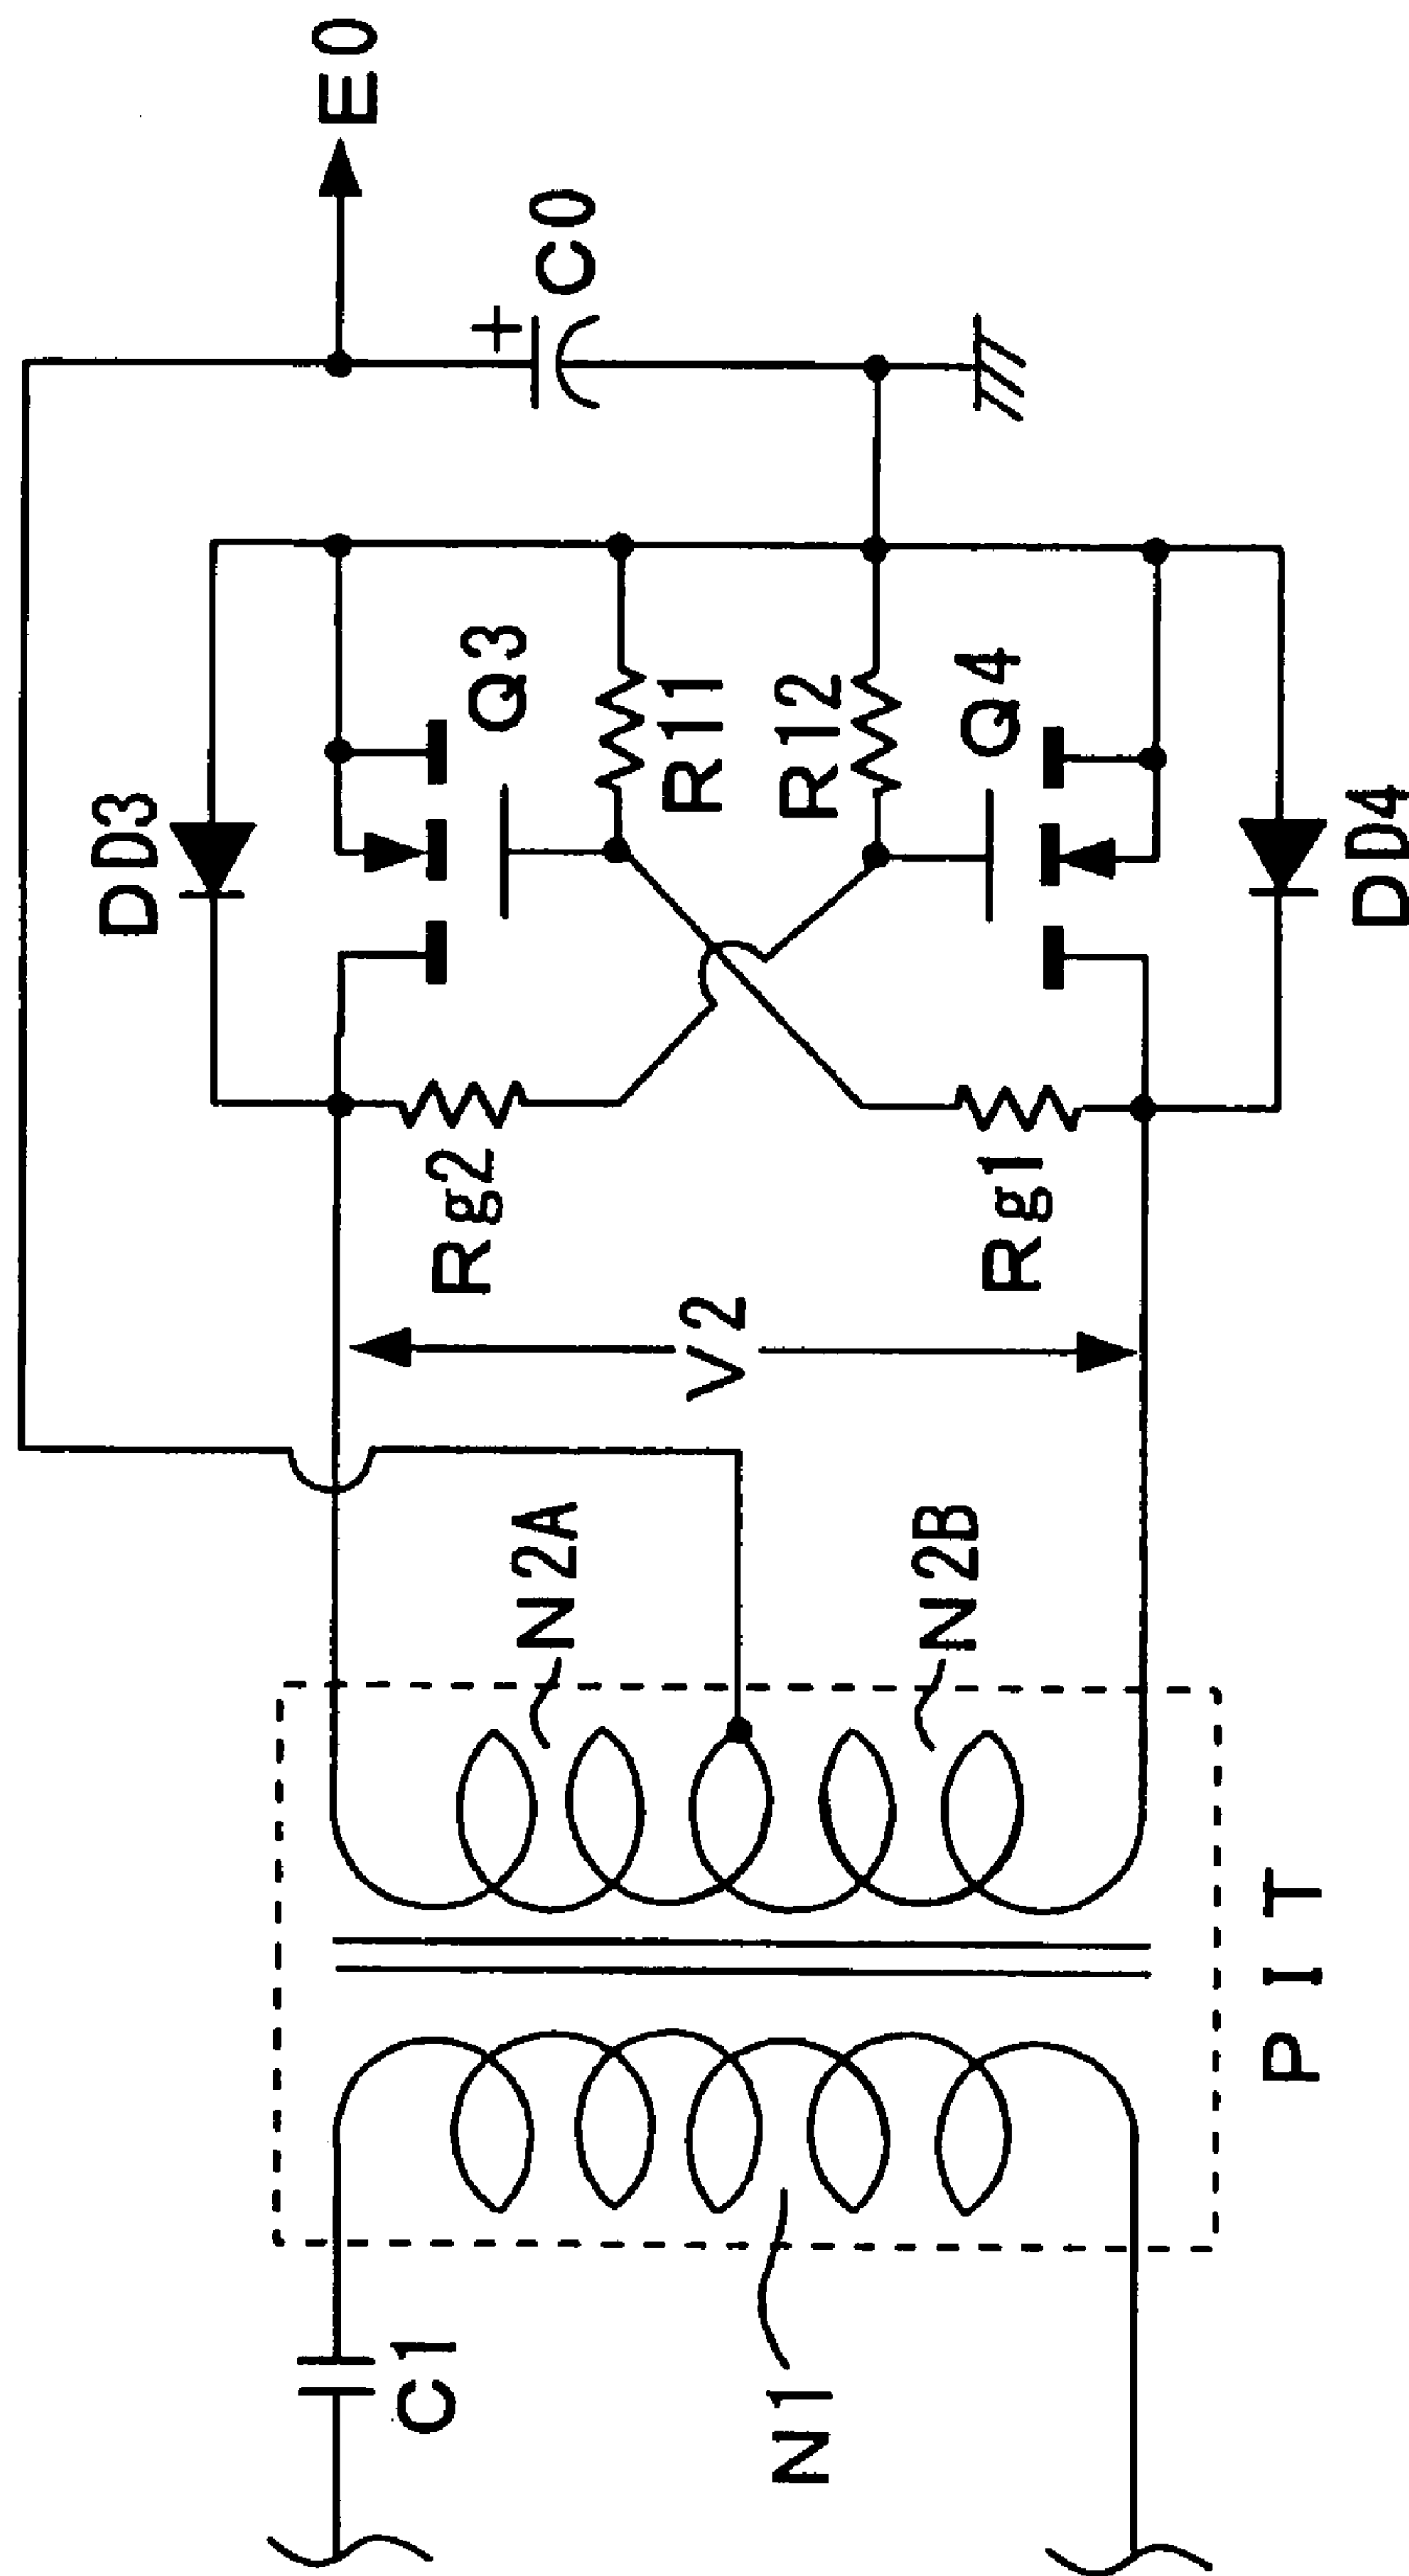 C1
N1
PIT
N2A
N2B
V2
Rg2
Rg1
DD3
Q3
R11
R12
Q4
DD4
+
C0
E0